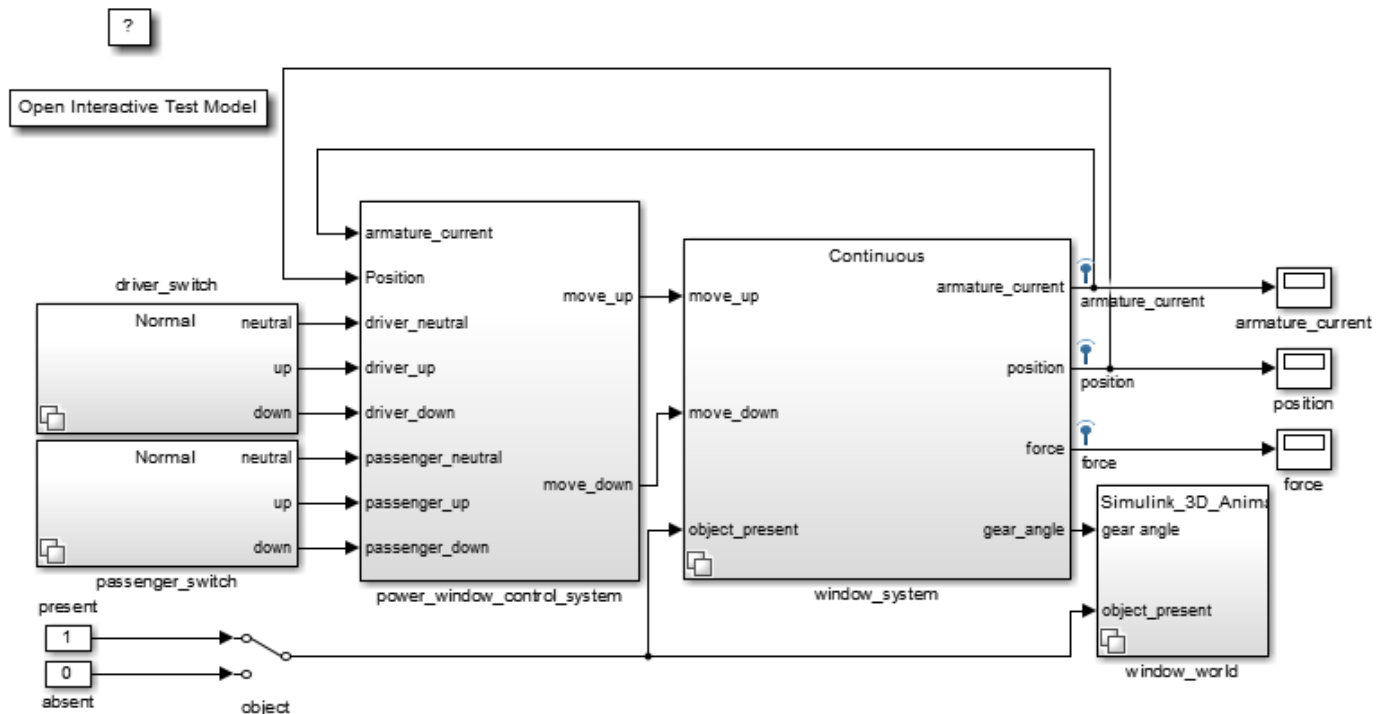 ?
Open Interactive Test Model
driver_switch
Normal
neutral
up
down
Normal
neutral
up
down
passenger_switch
present
1
0
absent
object
armature_current
Position
driver_neutral
driver_up
driver_down
passenger_neutral
passenger_up
passenger_down
move_up
move_down
power_window_control_system
Continuous
move_up
move_down
object_present
armature_current
position
force
gear_angle
window_system
armature_current
position
force
armature_current
position
force
Simulink_3D_Anima
gear angle
object_present
window_world